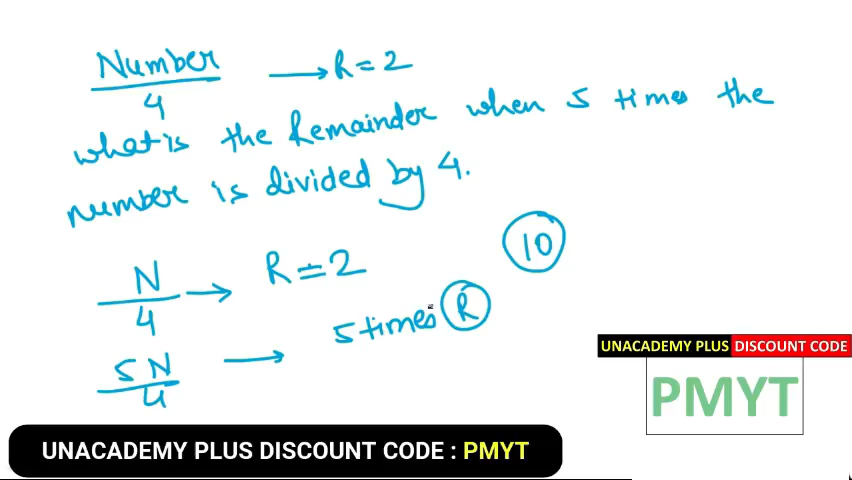 Number
4
→ R = 2
what is the Remainder when 5 times the
number is divided by 4.
N
4
→ R = 2
10
5N
4
→ 5 times R
UNACADEMY PLUS DISCOUNT CODE
PMYT
UNACADEMY PLUS DISCOUNT CODE : PMYT